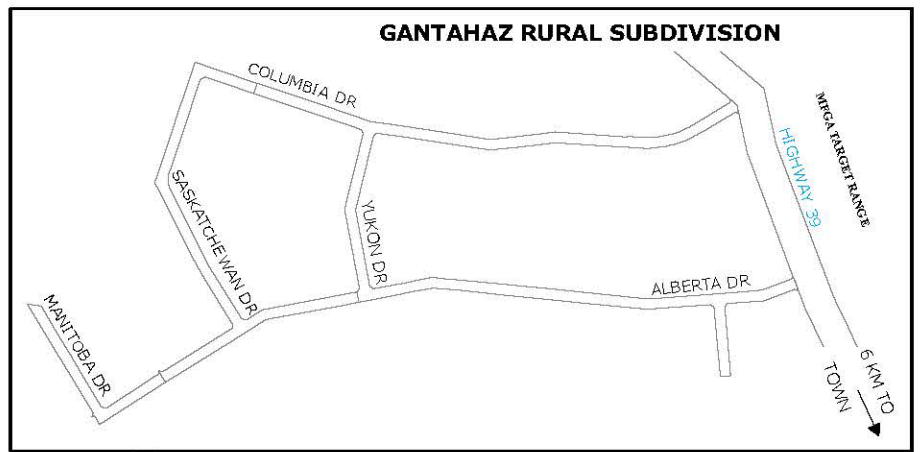 GANTAHAZ RURAL SUBDIVISION
COLUMBIA DR
MFGA TARGET RANGE
HIGHWAY 39
SASKATCHEWAN DR
YUKON DR
ALBERTA DR
MANITOBA DR
6 KM TO
TOWN